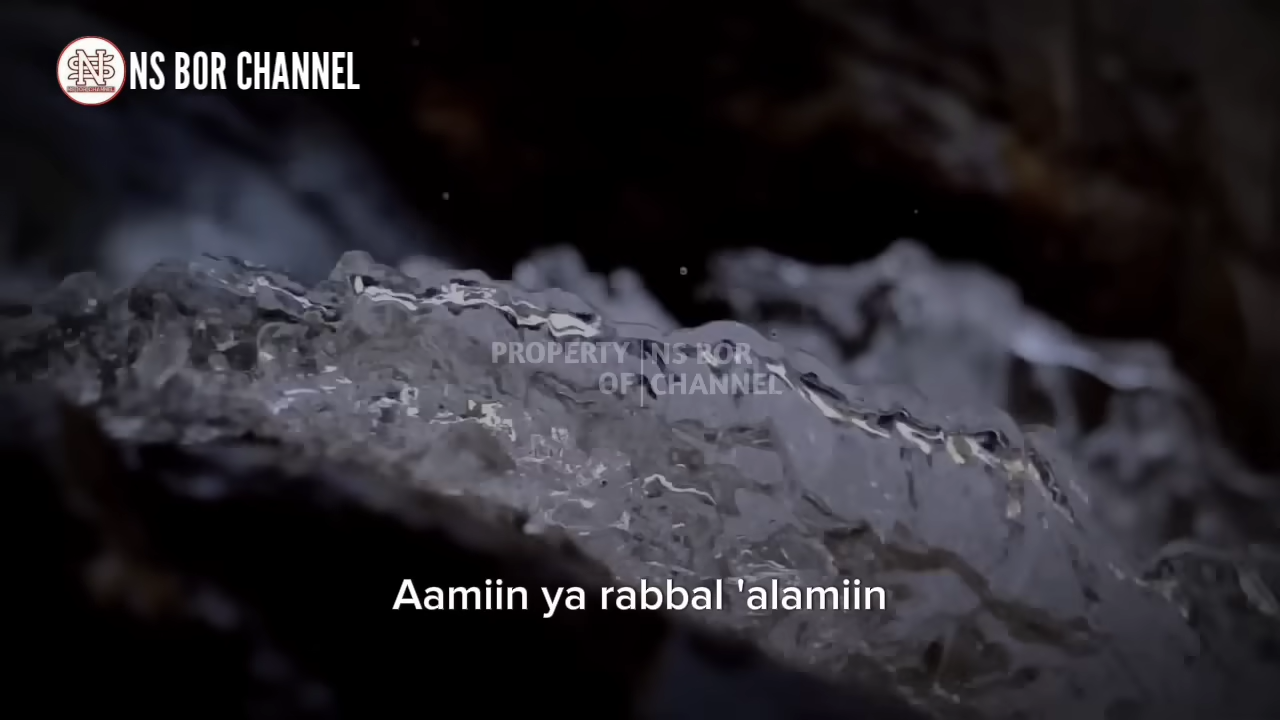 NS BOR CHANNEL
PROPERTY NS BOR
OF CHANNEL
Aamiin ya rabbal 'alamiin